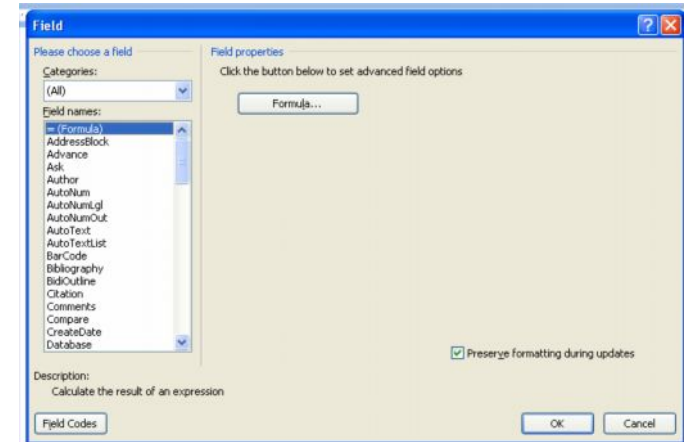 Field
Please choose a field
Categories:
(All)
Field names:
= (Formula)
AddressBlock
Advance
Ask
Author
AutoNum
AutoNumLgl
AutoNumOut
AutoText
AutoTextList
BarCode
Bibliography
BidiOutline
Citation
Comments
Compare
CreateDate
Database
Field properties
Click the button below to set advanced field options
Formula...
Preserve formatting during updates
Description:
Calculate the result of an expression
Field Codes
OK
Cancel